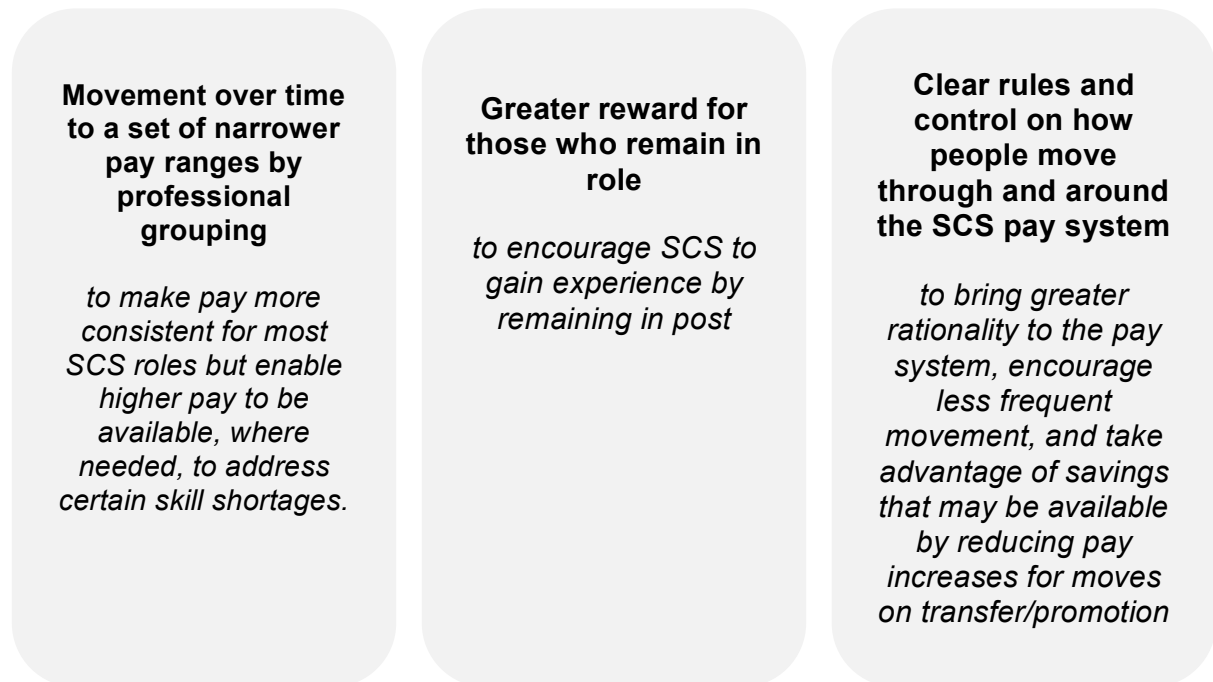 Movement over time
to a set of narrower
pay ranges by
professional
grouping
to make pay more
consistent for most
SCS roles but enable
higher pay to be
available, where
needed, to address
certain skill shortages.
Greater reward for
those who remain in
role
to encourage SCS to
gain experience by
remaining in post
Clear rules and
control on how
people move
through and around
the SCS pay system
to bring greater
rationality to the pay
system, encourage
less frequent
movement, and take
advantage of savings
that may be available
by reducing pay
increases for moves
on transfer/promotion